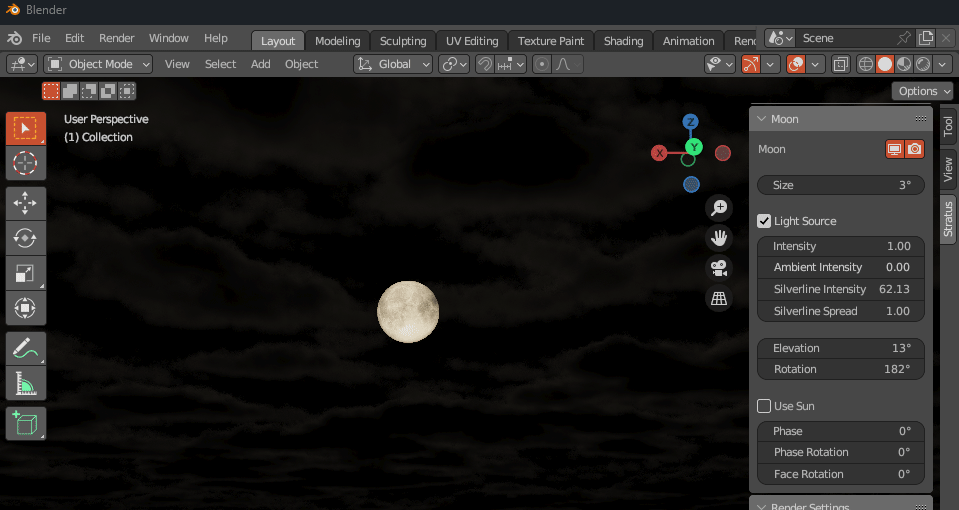 Blender
File Edit Render Window Help Layout Modeling Sculpting UV Editing Texture Paint Shading Animation Scene
Object Mode View Select Add Object Global
Options
User Perspective
(1) Collection
Z
X
Y
Tool
View
Stratus
Moon
Moon
Size 3°
Light Source
Intensity 1.00
Ambient Intensity 0.00
Silverline Intensity 62.13
Silverline Spread 1.00
Elevation 13°
Rotation 182°
Use Sun
Phase 0°
Phase Rotation 0°
Face Rotation 0°
Render Settings